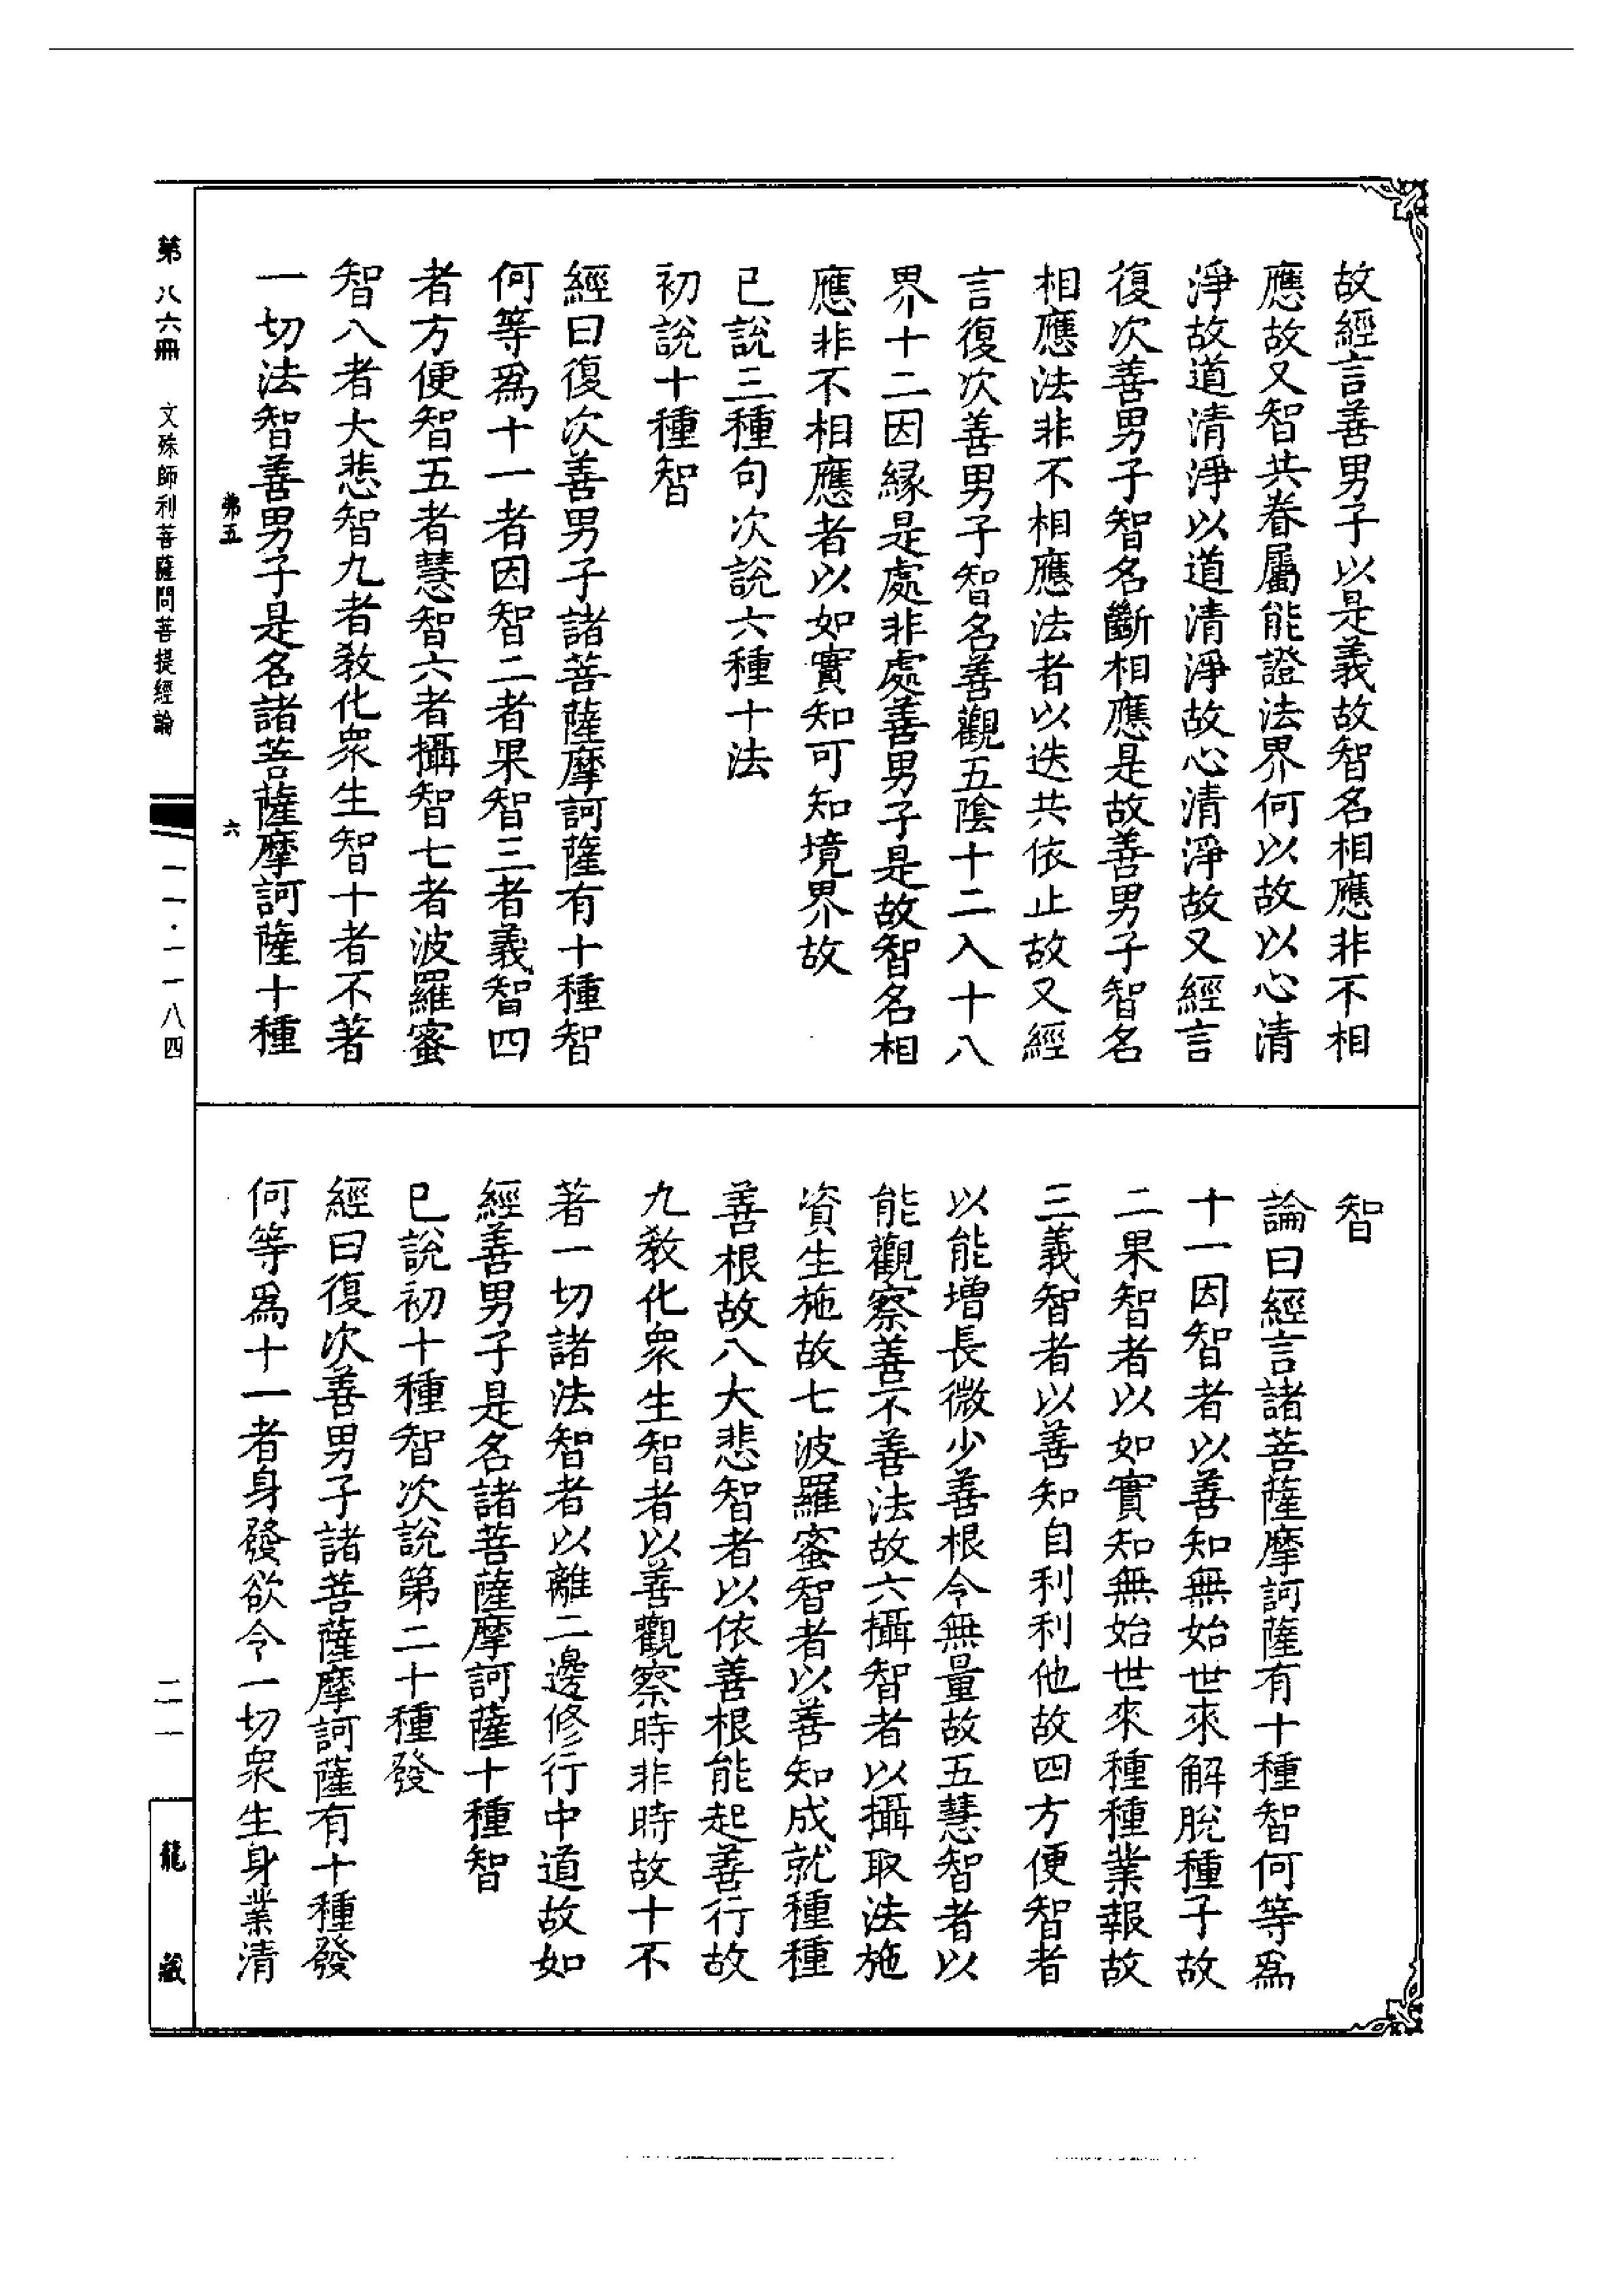 故經言善男子以是義故智名相應非不相
應故又智共眷屬能證法界何以故以心清
淨故道清淨以道清淨故心清淨故又經言
復次善男子智名斷相應是故善男子智名
相應法非不相應法者以迭共依止故又經
言復次善男子智名善觀五陰十二入十八
界十二因緣是處非處善男子是故智名相
應非不相應者以如實知可知境界故
已說三種句次說六種十法
初說十種智
經曰復次善男子諸菩薩摩訶薩有十種智
何等爲十一者因智二者果智三者義智四
者方便智五者慧智六者攝智七者波羅蜜
智八者大悲智九者教化衆生智十者不著
一切法智善男子是名諸菩薩摩訶薩十種
弗五
六
智
論曰經言諸菩薩摩訶薩有十種智何等爲
十一因智者以善知無始世來解脫種子故
二果智者以如實知無始世來種種業報故
三義智者以善知自利利他故四方便智者
以能增長微少善根令無量故五慧智者以
能觀察善不善法故六攝智者以攝取法施
資生施故七波羅蜜智者以善知成就種種
善根故八大悲智者以依善根能起善行故
九教化衆生智者以善觀察時非時故十不
著一切諸法智者以離二邊修行中道故如
經善男子是名諸菩薩摩訶薩十種智
已說初十種智次說第二十種發
經曰復次善男子諸菩薩摩訶薩有十種發
何等爲十一者身發欲令一切衆生身業清
第八六冊 文殊師利菩薩問菩提經論
一一·一一八四
二一
龍藏